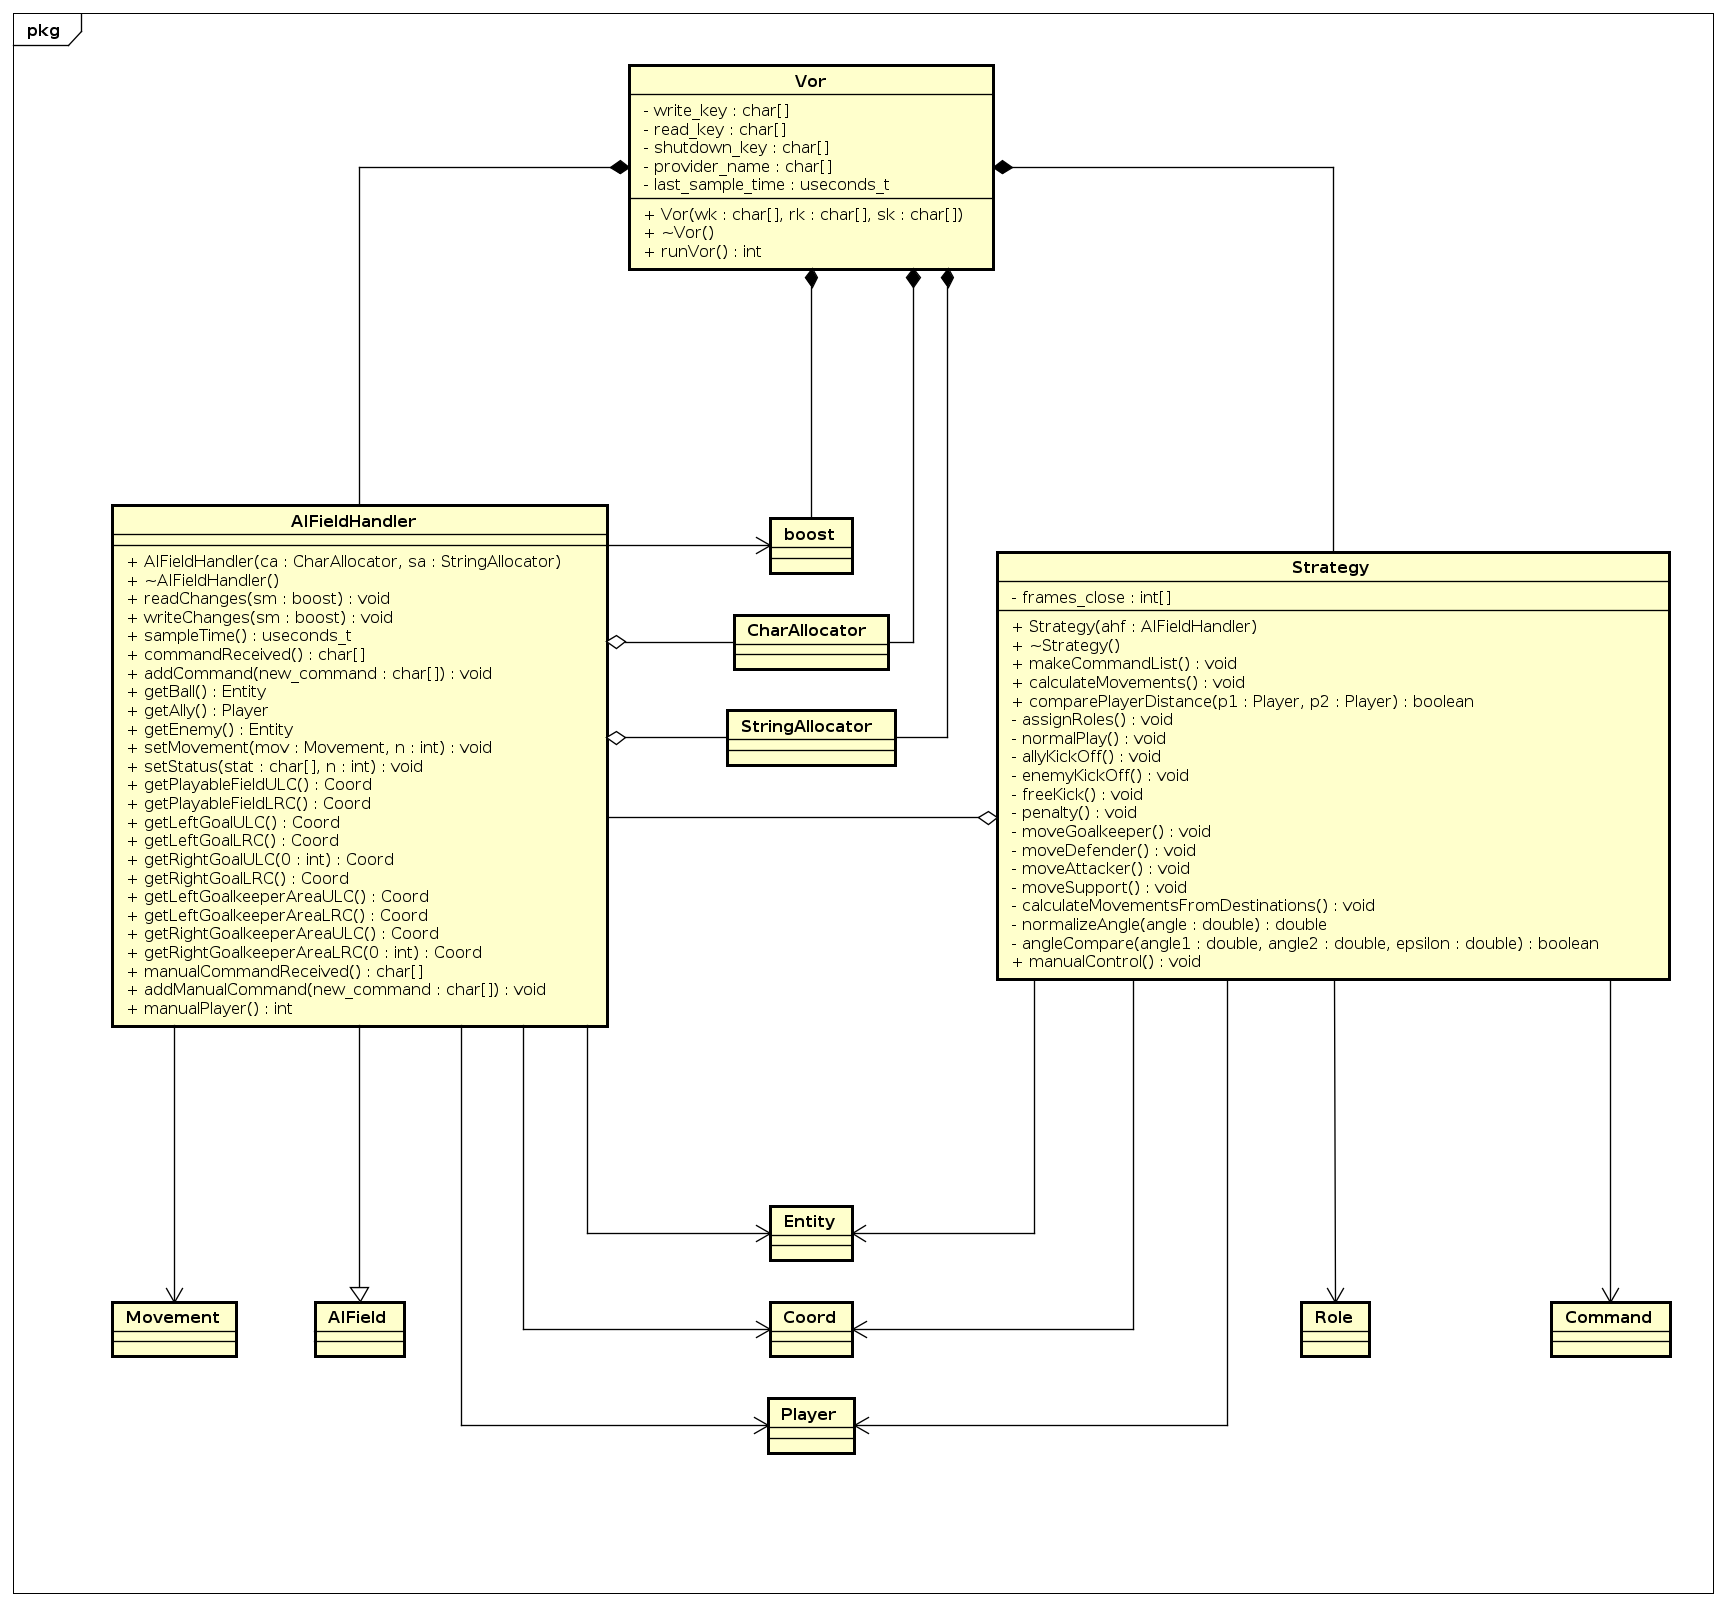 pkg
Vor
- write_key : char[]
- read_key : char[]
- shutdown_key : char[]
- provider_name : char[]
- last_sample_time : useconds_t
+ Vor(wk : char[], rk : char[], sk : char[])
+ ~Vor()
+ runVor() : int
AIFieldHandler
+ AIFieldHandler(ca : CharAllocator, sa : StringAllocator)
+ ~AIFieldHandler()
+ readChanges(sm : boost) : void
+ writeChanges(sm : boost) : void
+ sampleTime() : useconds_t
+ commandReceived() : char[]
+ addCommand(new_command : char[]) : void
+ getBall() : Entity
+ getAlly() : Player
+ getEnemy() : Entity
+ setMovement(mov : Movement, n : int) : void
+ setStatus(stat : char[], n : int) : void
+ getPlayableFieldULC() : Coord
+ getPlayableFieldLRC() : Coord
+ getLeftGoalULC() : Coord
+ getLeftGoalLRC() : Coord
+ getRightGoalULC(0 : int) : Coord
+ getRightGoalLRC() : Coord
+ getLeftGoalkeeperAreaULC() : Coord
+ getLeftGoalkeeperAreaLRC() : Coord
+ getRightGoalkeeperAreaULC() : Coord
+ getRightGoalkeeperAreaLRC(0 : int) : Coord
+ manualCommandReceived() : char[]
+ addManualCommand(new_command : char[]) : void
+ manualPlayer() : int
boost
CharAllocator
StringAllocator
Strategy
- frames_close : int[]
+ Strategy(ahf : AIFieldHandler)
+ ~Strategy()
+ makeCommandList() : void
+ calculateMovements() : void
+ comparePlayerDistance(p1 : Player, p2 : Player) : boolean
- assignRoles() : void
- normalPlay() : void
- allyKickOff() : void
- enemyKickOff() : void
- freeKick() : void
- penalty() : void
- moveGoalkeeper() : void
- moveDefender() : void
- moveAttacker() : void
- moveSupport() : void
- calculateMovementsFromDestinations() : void
- normalizeAngle(angle : double) : double
- angleCompare(angle1 : double, angle2 : double, epsilon : double) : boolean
+ manualControl() : void
Entity
Movement
AIField
Coord
Role
Command
Player